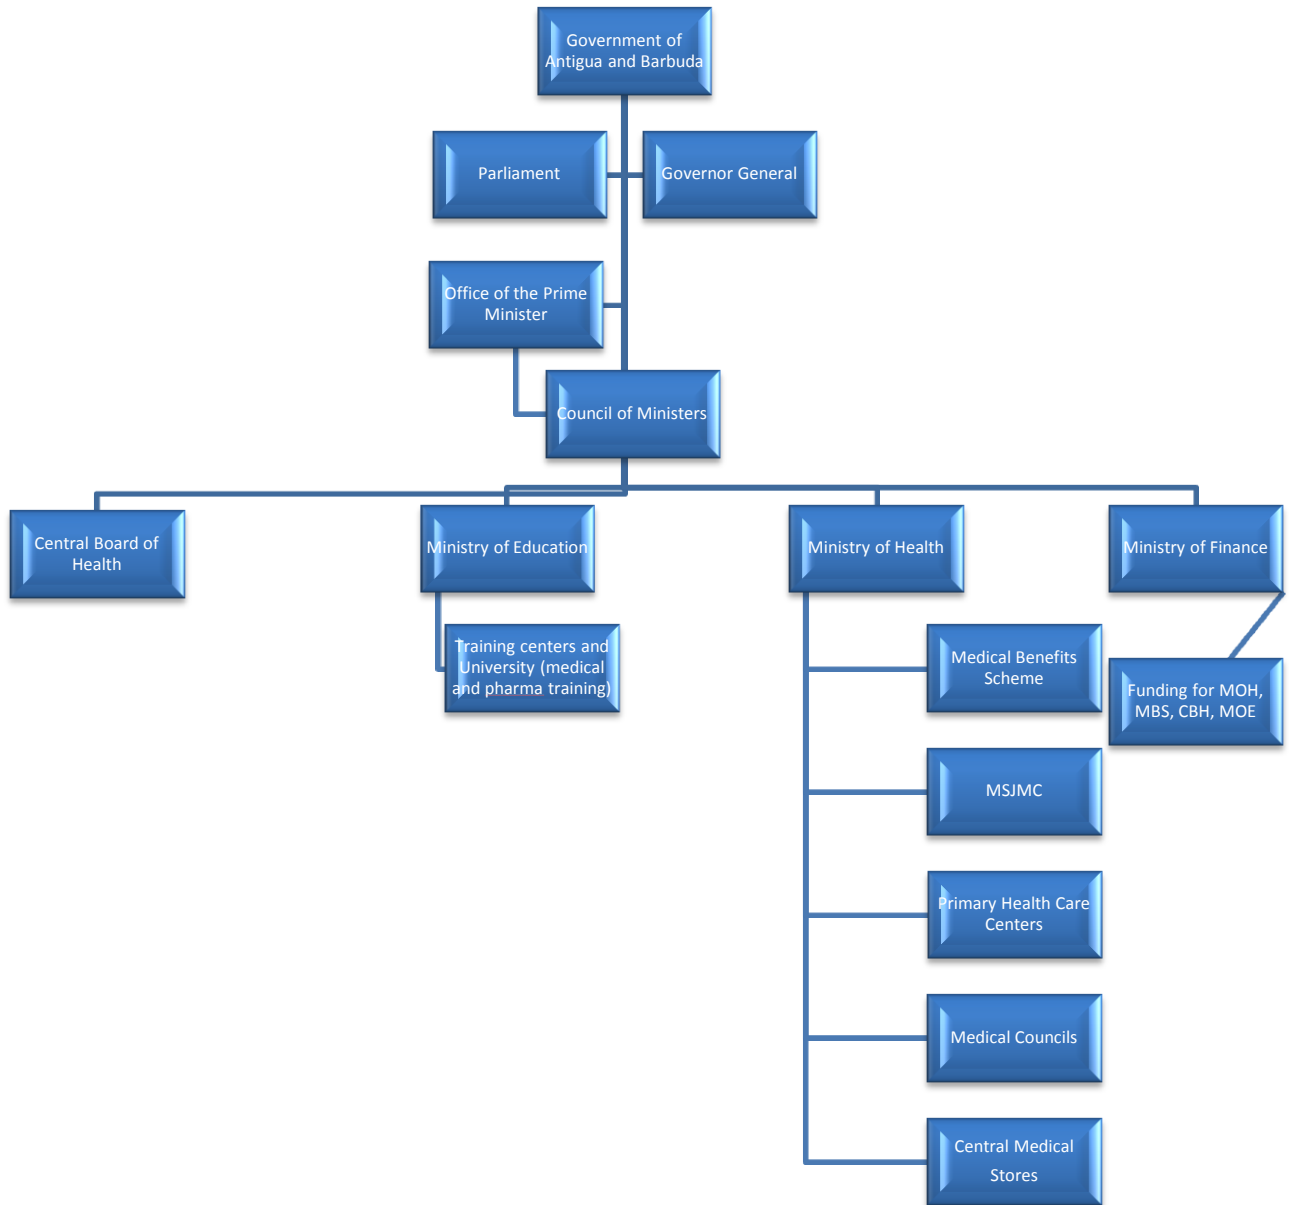 Government of
Antigua and Barbuda
Parliament
Governor General
Office of the Prime
Minister
Council of Ministers
Central Board of
Health
Ministry of Education
Ministry of Health
Ministry of Finance
Training centers and
University (medical
and pharma training)
Medical Benefits
Scheme
Funding for MOH,
MBS, CBH, MOE
MSJMC
Primary Health Care
Centers
Medical Councils
Central Medical
Stores